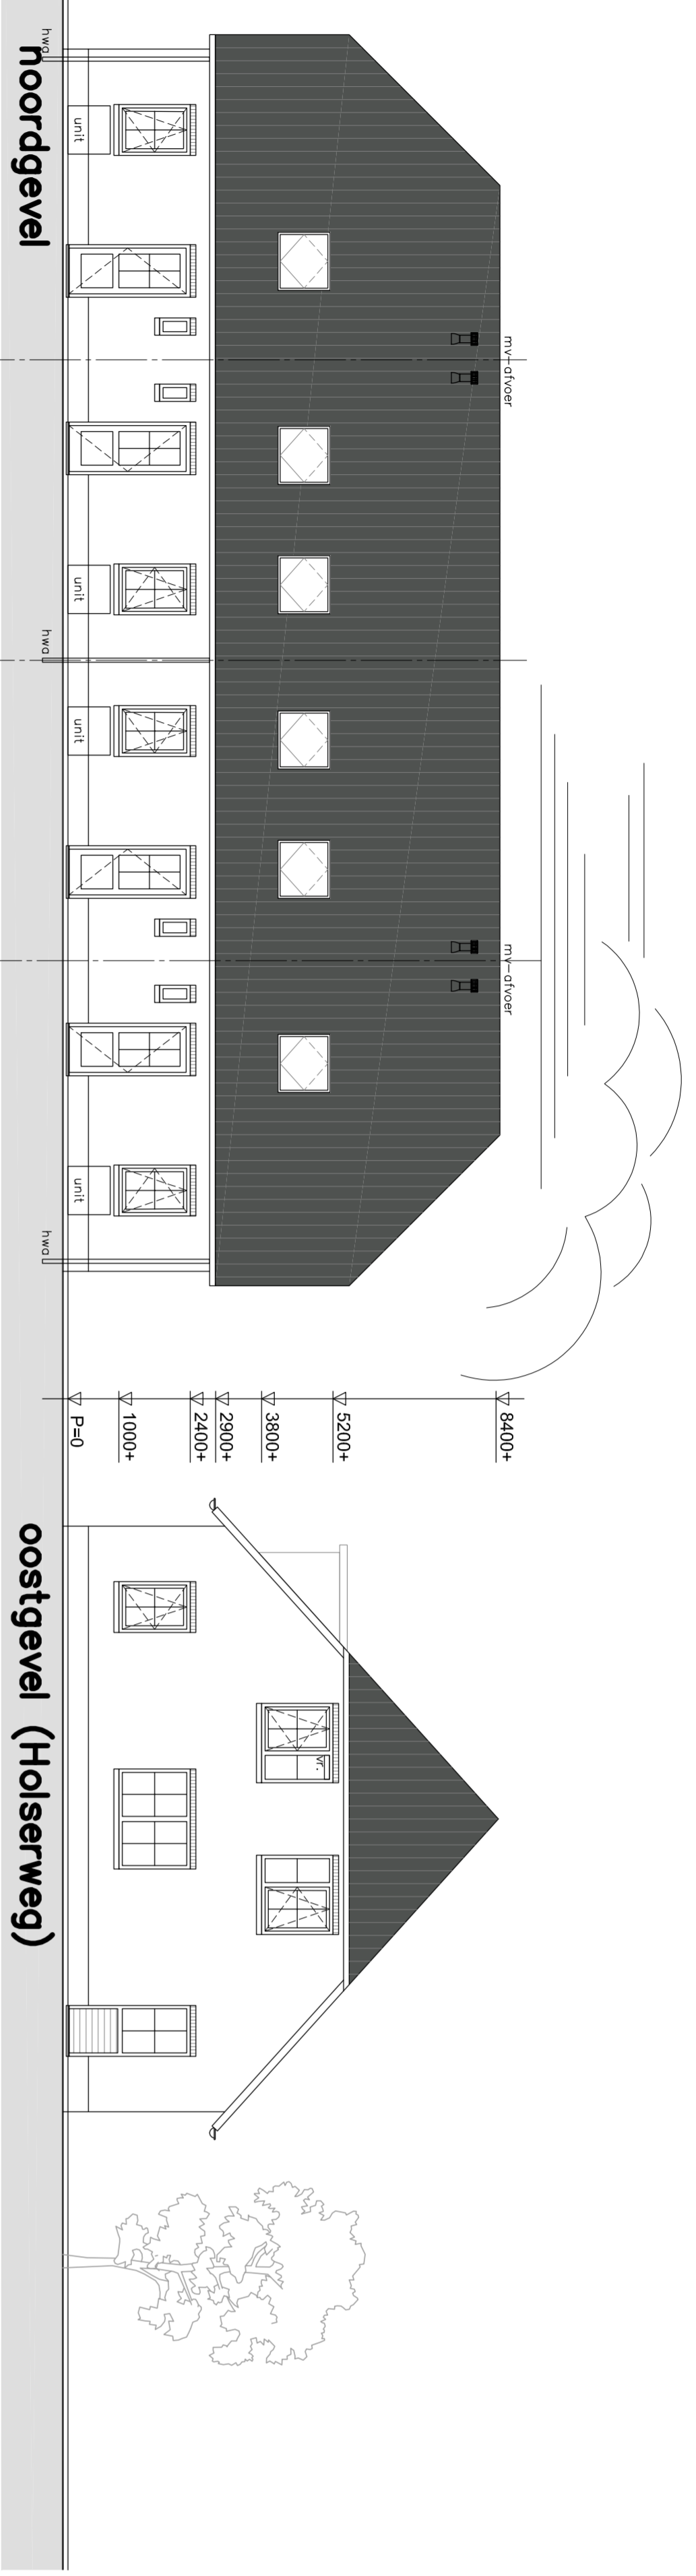 mv-afvoer
mv-afvoer
unit
unit
unit
unit
hwa
hwa
hwa
noordgevel
8400+
5200+
3800+
2900+
2400+
1000+
P=0
vr.
oostgevel (Holserweg)